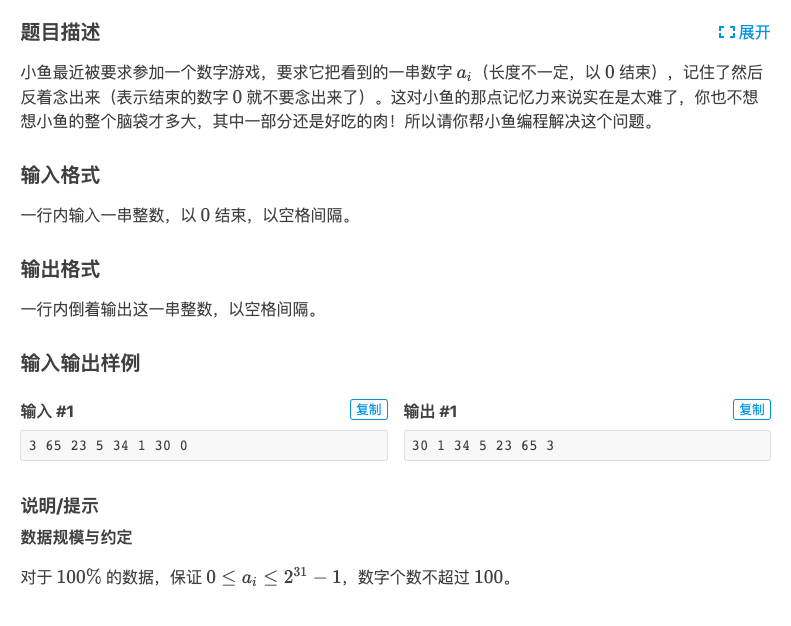 题目描述
展开
小鱼最近被要求参加一个数字游戏，要求它把看到的一串数字 aᵢ（长度不一定，以 0 结束），记住了然后
反着念出来（表示结束的数字 0 就不要念出来了）。这对小鱼的那点记忆力来说实在是太难了，你也不想
想小鱼的整个脑袋才多大，其中一部分还是好吃的肉！所以请你帮小鱼编程解决这个问题。
输入格式
一行内输入一串整数，以 0 结束，以空格间隔。
输出格式
一行内倒着输出这一串整数，以空格间隔。
输入输出样例
输入 #1
复制
3 65 23 5 34 1 30 0
输出 #1
复制
30 1 34 5 23 65 3
说明/提示
数据规模与约定
对于 100% 的数据，保证 0 ≤ aᵢ ≤ 2³¹ − 1，数字个数不超过 100。